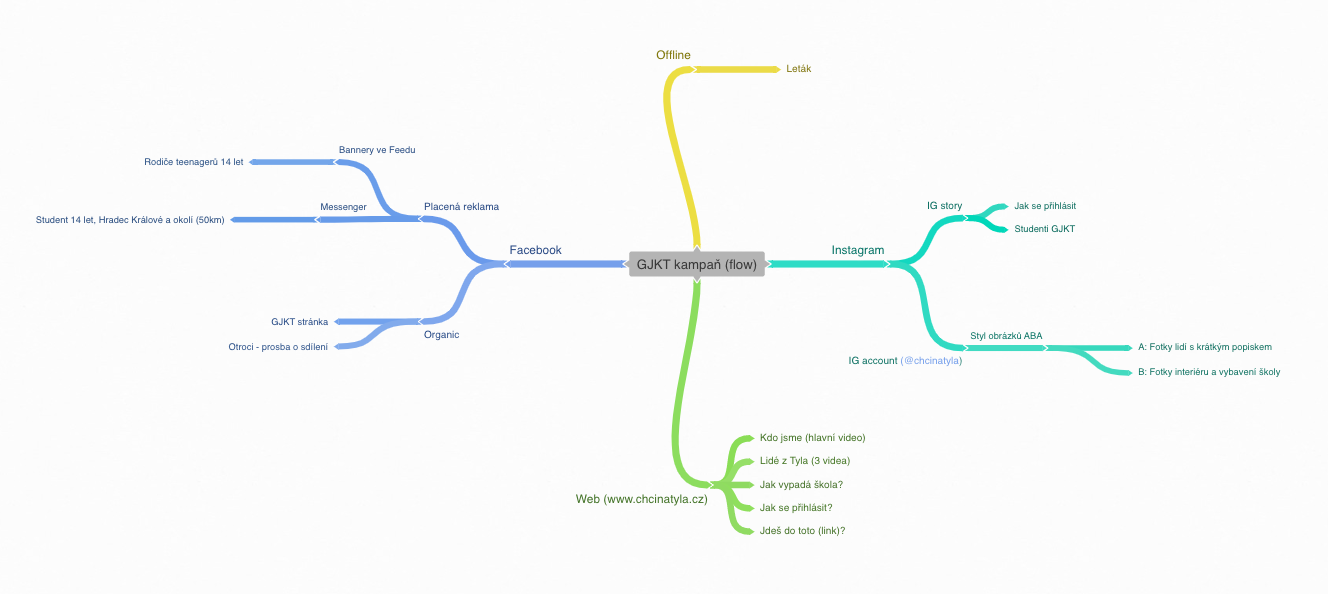 Offline
Leták
Bannery ve Feedu
Rodiče teenagerů 14 let
Messenger
Placená reklama
Student 14 let, Hradec Králové a okolí (50km)
Facebook
GJKT stránka
Organic
Otroci - prosba o sdílení
GJKT kampaň (flow)
Instagram
IG story
Jak se přihlásit
Studenti GJKT
Styl obrázků ABA
IG account (@chcinatyla)
A: Fotky lidí s krátkým popiskem
B: Fotky interiéru a vybavení školy
Web (www.chcinatyla.cz)
Kdo jsme (hlavní video)
Lidé z Tyla (3 videa)
Jak vypadá škola?
Jak se přihlásit?
Jdeš do toto (link)?